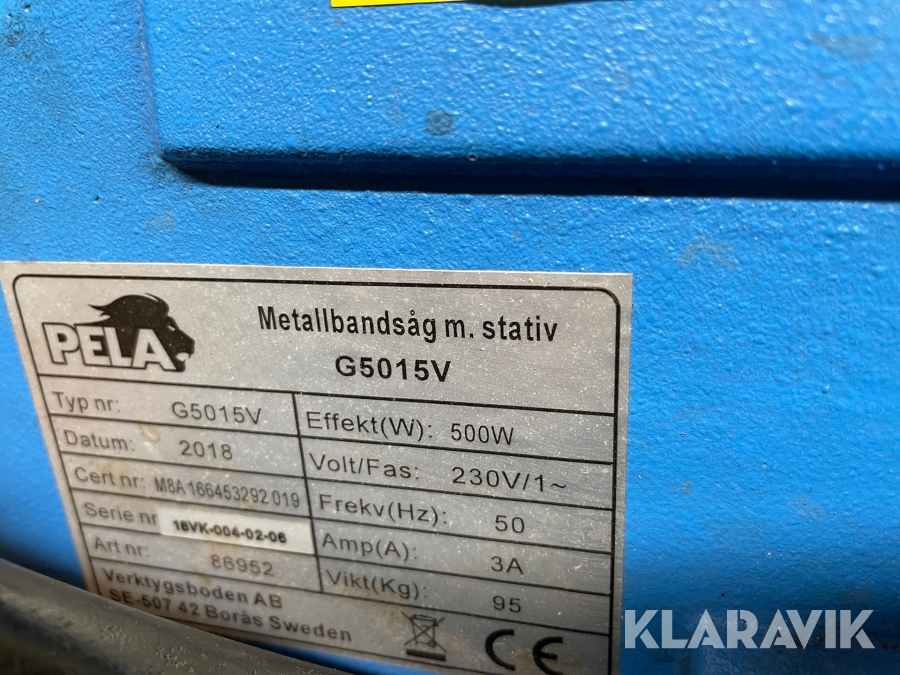 PELA
Metallbandsåg m. stativ
G5015V
Typ nr: G5015V
Effekt(W): 500W
Datum: 2018
Volt/Fas: 230V/1~
Cert nr: M8A 166453292 019
Frekv(Hz): 50
Serie nr 18VK-004-02-06
Amp(A): 3A
Art nr: 86952
Vikt(Kg): 95
Verktygsboden AB
SE-507 42 Borås Sweden
CE
KLARAVIK